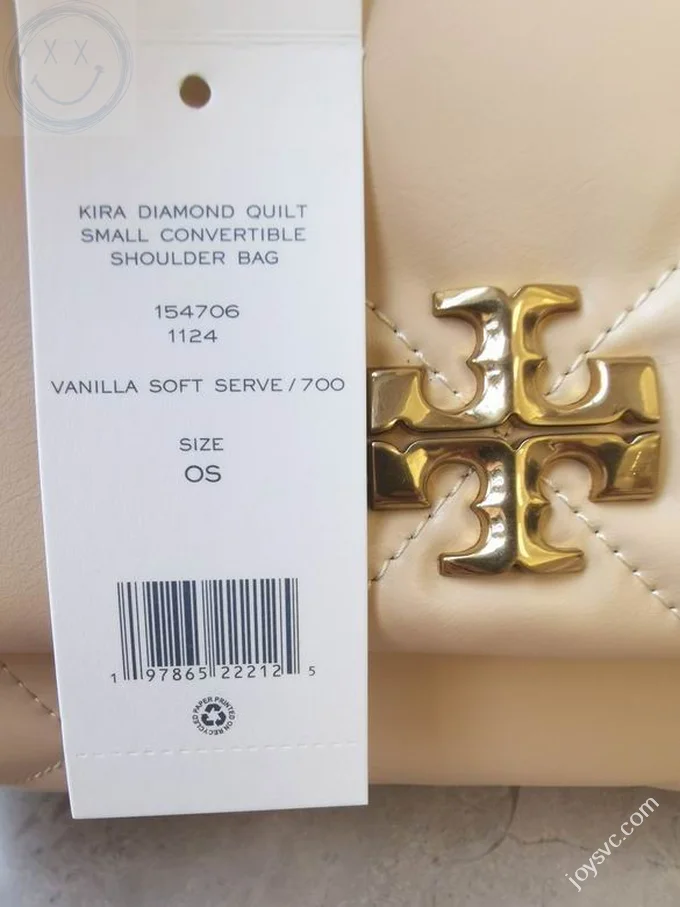 KIRA DIAMOND QUILT
SMALL CONVERTIBLE
SHOULDER BAG
154706
1124
VANILLA SOFT SERVE/700
SIZE
OS
1 97865 22212 5
PRINTED ON RECYCLED PAPER
joysvc.com